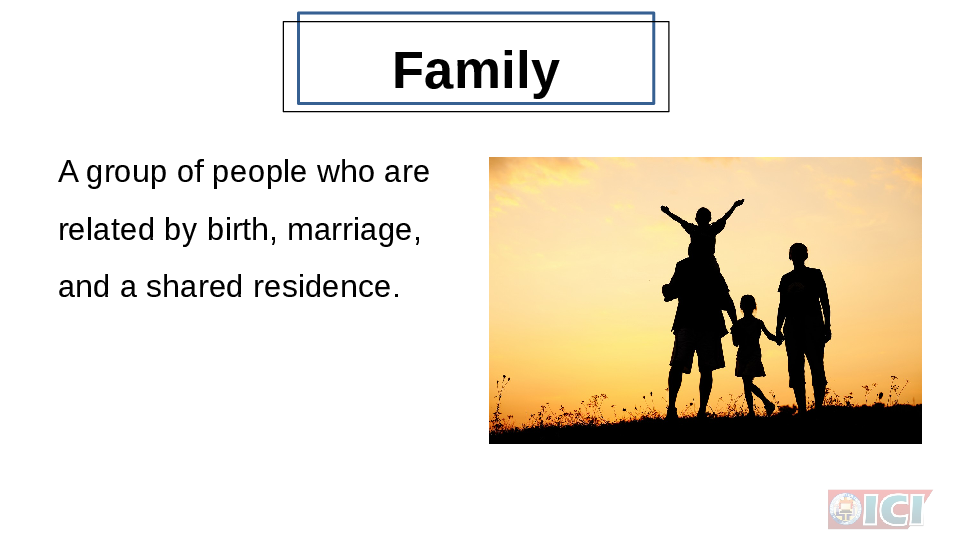 Family
A group of people who are
related by birth, marriage,
and a shared residence.
ICI